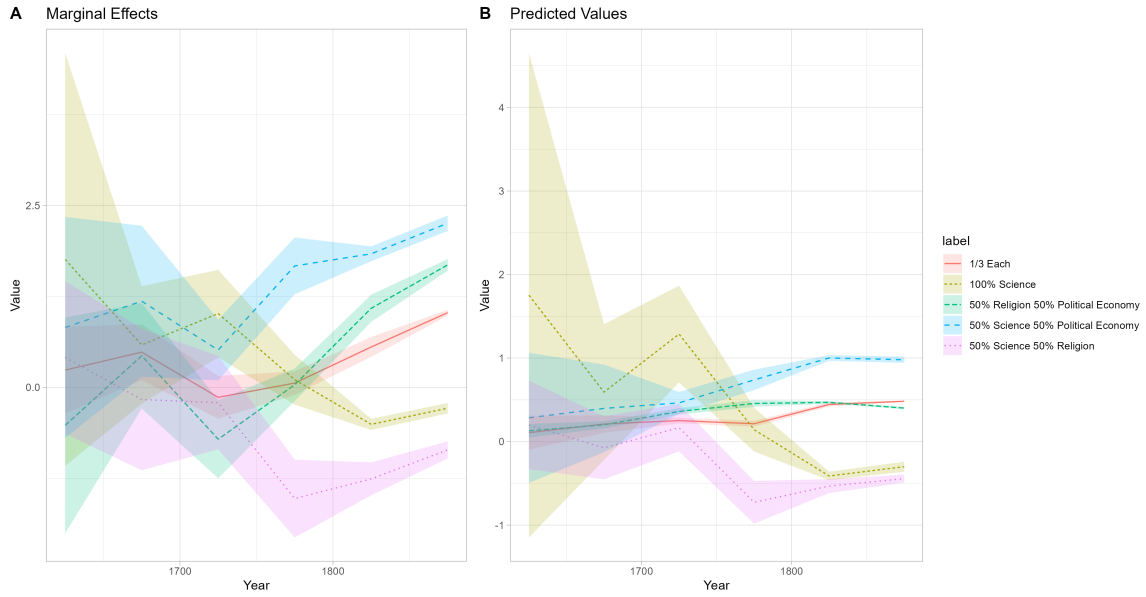 A Marginal Effects
B Predicted Values
Value
2.5
0.0
1700
1800
Year
Value
4
3
2
1
0
-1
1700
1800
Year
label
1/3 Each
100% Science
50% Religion 50% Political Economy
50% Science 50% Political Economy
50% Science 50% Religion